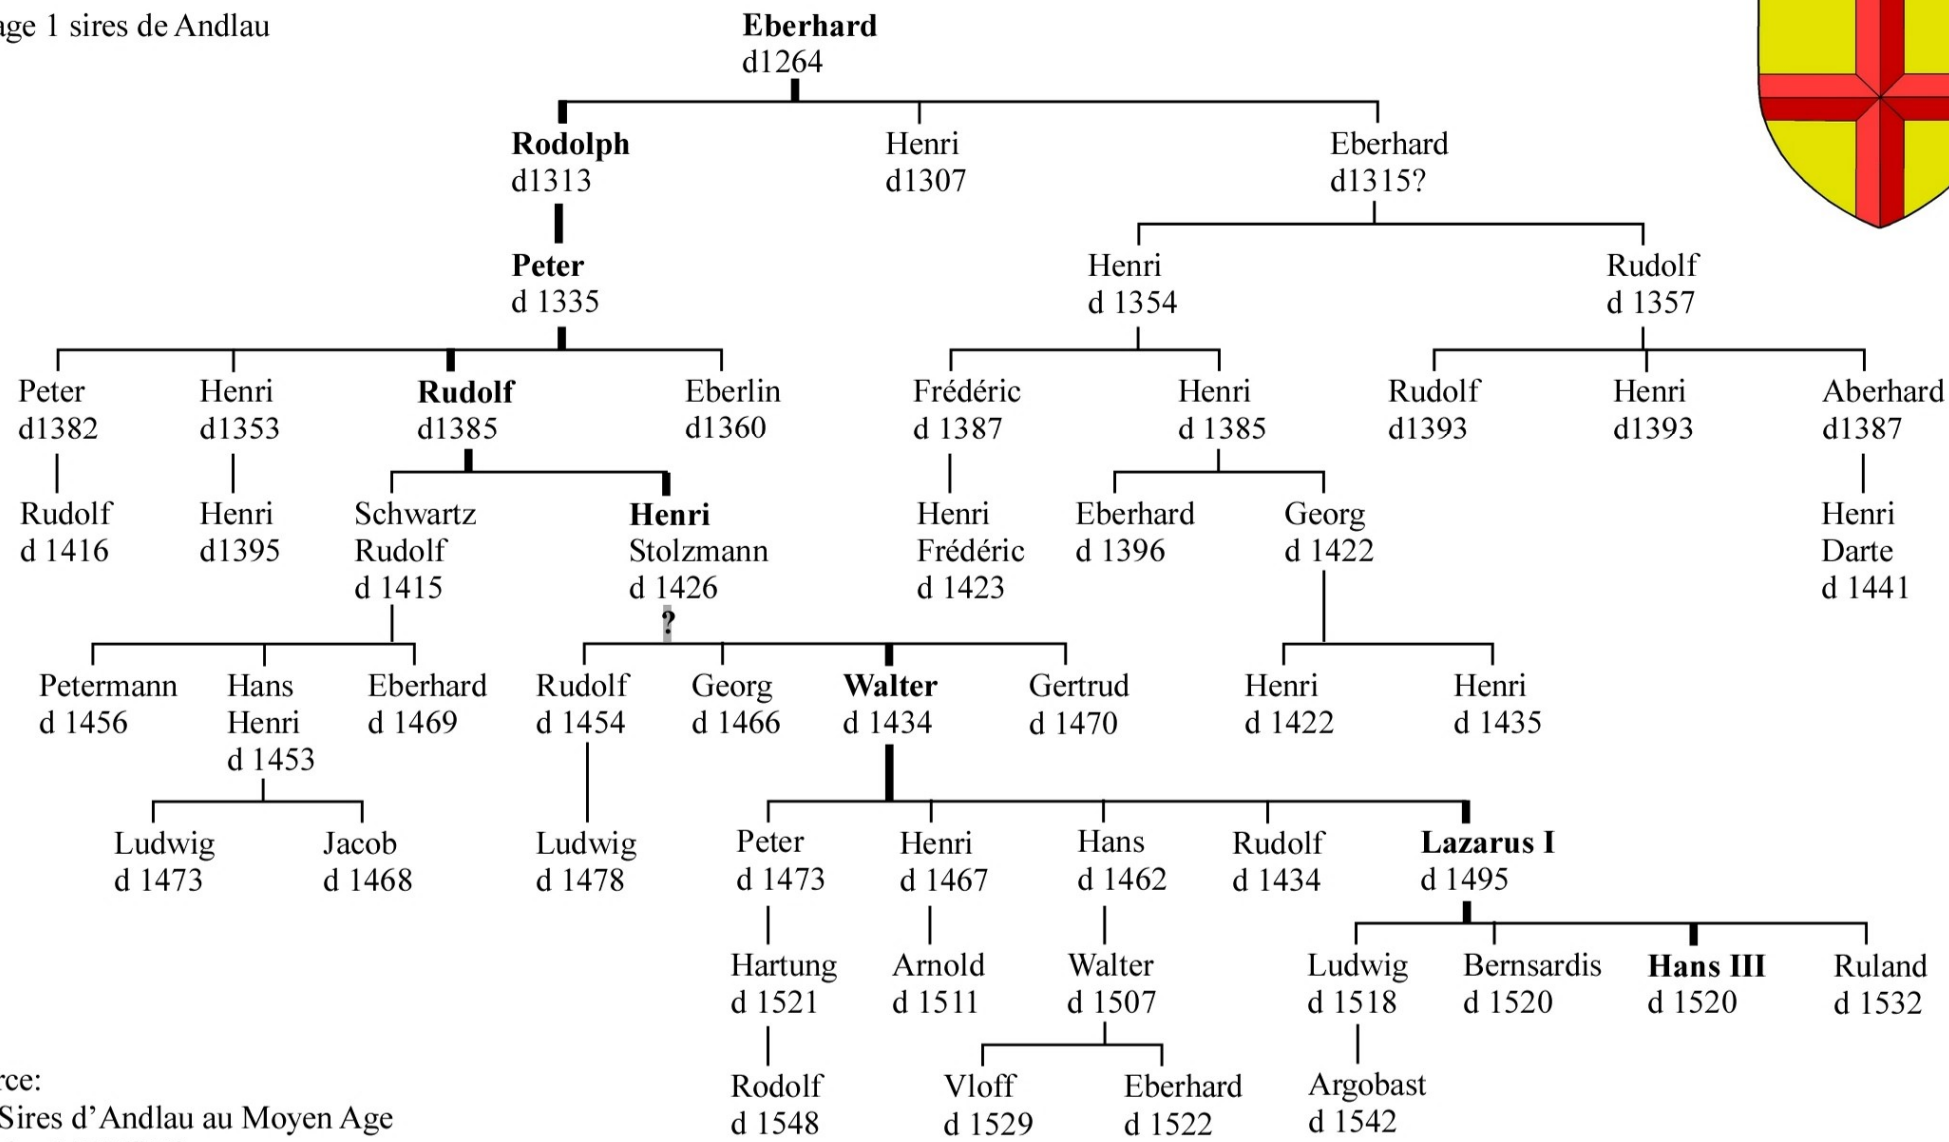 age 1 sires de Andlau
Eberhard
d1264
Rodolph
d1313
Henri
d1307
Eberhard
d1315?
Peter
d 1335
Henri
d 1354
Rudolf
d 1357
Peter
d1382
Henri
d1353
Rudolf
d1385
Eberlin
d1360
Frédéric
d 1387
Henri
d 1385
Rudolf
d1393
Henri
d1393
Aberhard
d1387
Rudolf
d 1416
Henri
d1395
Schwartz
Rudolf
d 1415
Henri
Stolzmann
d 1426
?
Henri
Frédéric
d 1423
Eberhard
d 1396
Georg
d 1422
Henri
Darte
d 1441
Petermann
d 1456
Hans
Henri
d 1453
Eberhard
d 1469
Rudolf
d 1454
Georg
d 1466
Walter
d 1434
Gertrud
d 1470
Henri
d 1422
Henri
d 1435
Ludwig
d 1473
Jacob
d 1468
Ludwig
d 1478
Peter
d 1473
Henri
d 1467
Hans
d 1462
Rudolf
d 1434
Lazarus I
d 1495
Hartung
d 1521
Arnold
d 1511
Walter
d 1507
Ludwig
d 1518
Bernsardis
d 1520
Hans III
d 1520
Ruland
d 1532
Rodolf
d 1548
Vloff
d 1529
Eberhard
d 1522
Argobast
d 1542
rce:
Sires d’Andlau au Moyen Age